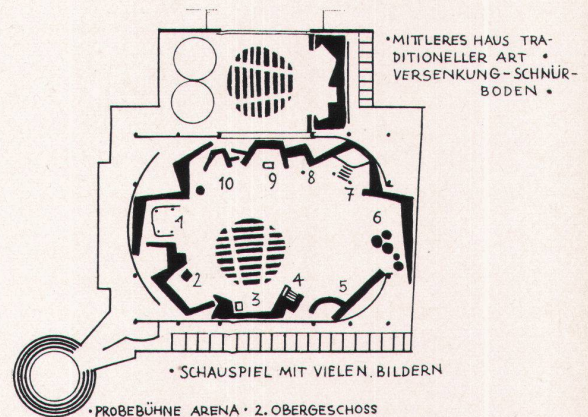 • MITTLERES HAUS TRA-
DITIONELLER ART •
VERSENKUNG-SCHNÜR-
BODEN •
10
9
8
7
1
6
2
3
4
5
• SCHAUSPIEL MIT VIELEN. BILDERN
• PROBEBÜHNE ARENA • 2. OBERGESCHOSS